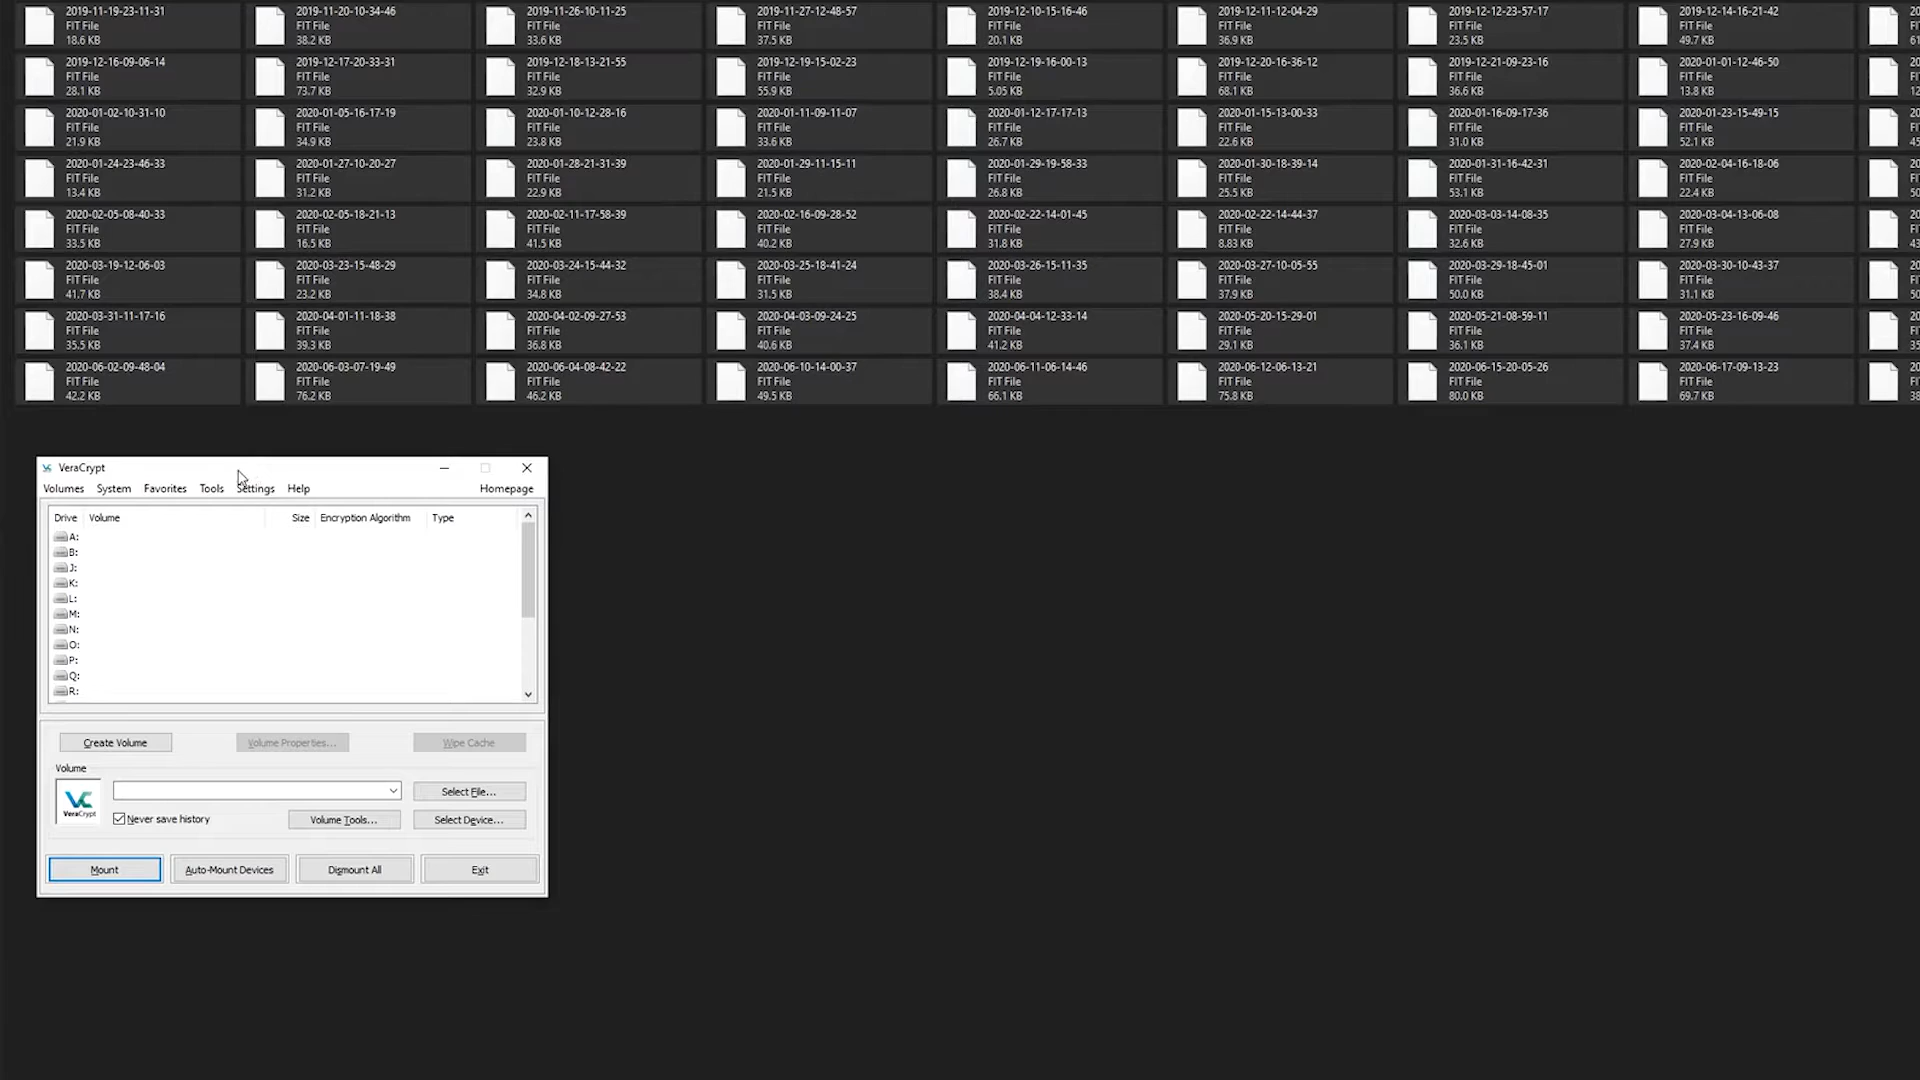 2019-11-19-23-11-31
FIT File
18.6 KB
2019-11-20-10-34-46
FIT File
38.2 KB
2019-11-26-10-11-25
FIT File
33.6 KB
2019-11-27-12-48-57
FIT File
37.5 KB
2019-12-10-15-16-46
FIT File
20.1 KB
2019-12-11-12-04-29
FIT File
36.9 KB
2019-12-12-23-57-17
FIT File
23.5 KB
2019-12-14-16-21-42
FIT File
49.7 KB
2019-12-16-09-06-14
FIT File
28.1 KB
2019-12-17-20-33-31
FIT File
73.7 KB
2019-12-18-13-21-55
FIT File
32.9 KB
2019-12-19-15-02-23
FIT File
55.9 KB
2019-12-19-16-00-13
FIT File
5.05 KB
2019-12-20-16-36-12
FIT File
68.1 KB
2019-12-21-09-23-16
FIT File
36.6 KB
2020-01-01-12-46-50
FIT File
13.8 KB
2020-01-02-10-31-10
FIT File
21.9 KB
2020-01-05-16-17-19
FIT File
34.9 KB
2020-01-10-12-28-16
FIT File
23.8 KB
2020-01-11-09-11-07
FIT File
33.6 KB
2020-01-12-17-17-13
FIT File
26.7 KB
2020-01-15-13-00-33
FIT File
22.6 KB
2020-01-16-09-17-36
FIT File
31.0 KB
2020-01-23-15-49-15
FIT File
52.1 KB
2020-01-24-23-46-33
FIT File
13.4 KB
2020-01-27-10-20-27
FIT File
31.2 KB
2020-01-28-21-31-39
FIT File
22.9 KB
2020-01-29-11-15-11
FIT File
21.5 KB
2020-01-29-19-58-33
FIT File
26.8 KB
2020-01-30-18-39-14
FIT File
25.5 KB
2020-01-31-16-42-31
FIT File
53.1 KB
2020-02-04-16-18-06
FIT File
22.4 KB
2020-02-05-08-40-33
FIT File
33.5 KB
2020-02-05-18-21-13
FIT File
16.5 KB
2020-02-11-17-58-39
FIT File
41.5 KB
2020-02-16-09-28-52
FIT File
40.2 KB
2020-02-22-14-01-45
FIT File
31.8 KB
2020-02-22-14-44-37
FIT File
8.83 KB
2020-03-03-14-08-35
FIT File
32.6 KB
2020-03-04-13-06-08
FIT File
27.9 KB
2020-03-19-12-06-03
FIT File
41.7 KB
2020-03-23-15-48-29
FIT File
23.2 KB
2020-03-24-15-44-32
FIT File
34.8 KB
2020-03-25-18-41-24
FIT File
31.5 KB
2020-03-26-15-11-35
FIT File
38.4 KB
2020-03-27-10-05-55
FIT File
37.9 KB
2020-03-29-18-45-01
FIT File
50.0 KB
2020-03-30-10-43-37
FIT File
31.1 KB
2020-03-31-11-17-16
FIT File
35.5 KB
2020-04-01-11-18-38
FIT File
39.3 KB
2020-04-02-09-27-53
FIT File
36.8 KB
2020-04-03-09-24-25
FIT File
40.6 KB
2020-04-04-12-33-14
FIT File
41.2 KB
2020-05-20-15-29-01
FIT File
29.1 KB
2020-05-21-08-59-11
FIT File
36.1 KB
2020-05-23-16-09-46
FIT File
37.4 KB
2020-06-02-09-48-04
FIT File
42.2 KB
2020-06-03-07-19-49
FIT File
76.2 KB
2020-06-04-08-42-22
FIT File
46.2 KB
2020-06-10-14-00-37
FIT File
49.5 KB
2020-06-11-06-14-46
FIT File
66.1 KB
2020-06-12-06-13-21
FIT File
75.8 KB
2020-06-15-20-05-26
FIT File
80.0 KB
2020-06-17-09-13-23
FIT File
69.7 KB
VeraCrypt
Volumes System Favorites Tools Settings Help Homepage
Drive Volume Size Encryption Algorithm Type
A:
B:
J:
K:
L:
M:
N:
O:
P:
Q:
R:
Create Volume Volume Properties... Wipe Cache
Volume
VeraCrypt
Select File...
Never save history Volume Tools... Select Device...
Mount Auto-Mount Devices Dismount All Exit